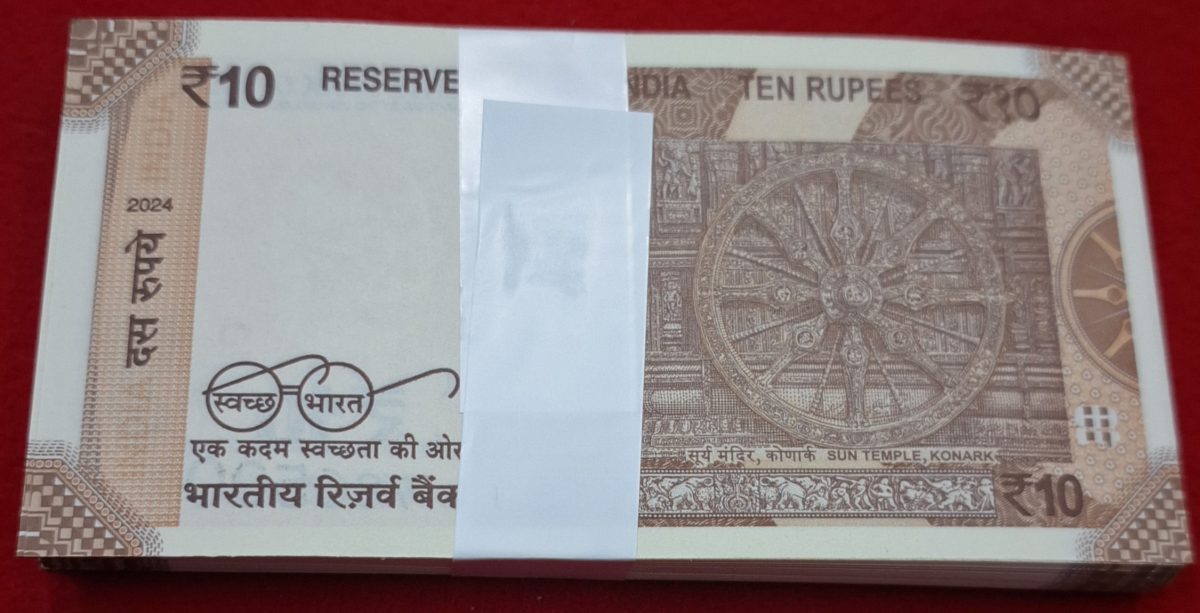 ₹10 RESERVE NDIA TEN RUPEES ₹10
2024
दस रुपये
स्वच्छ भारत
एक कदम स्वच्छता की ओर
भारतीय रिज़र्व बैंक
सूर्य मंदिर, कोणार्क SUN TEMPLE, KONARK
₹10